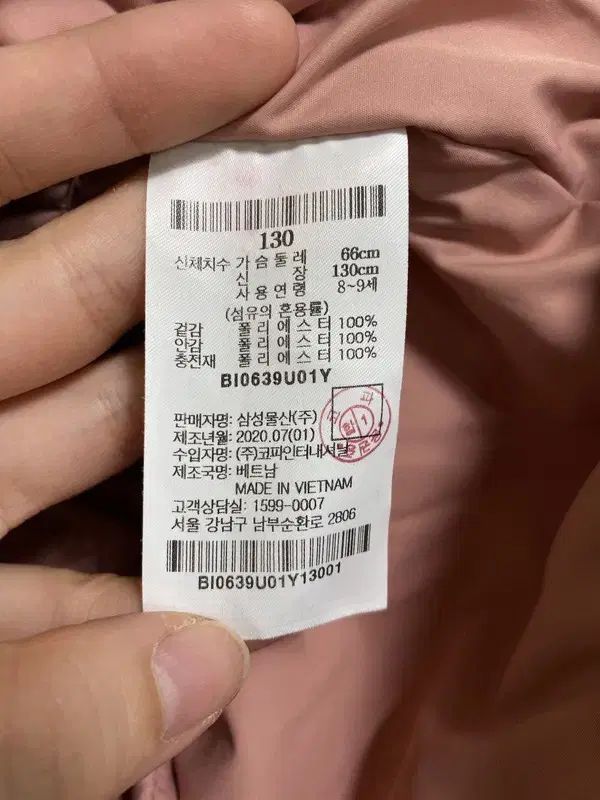 130
신체치수 가 슴 둘 레 66cm
신 장 130cm
사 용 연 령 8~9세
(섬유의 혼용률)
겉감 폴 리 에 스 터 100%
안감 폴 리 에 스 터 100%
충전재 폴 리 에 스 터 100%
BI0639U01Y
판매자명: 삼성물산(주)
제조년월: 2020.07(01)
수입자명: (주)코파인터내셔날
제조국명: 베트남
MADE IN VIETNAM
고객상담실: 1599-0007
서울 강남구 남부순환로 2806
BI0639U01Y13001